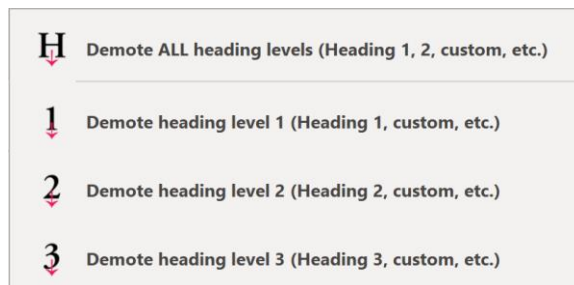 H Demote ALL heading levels (Heading 1, 2, custom, etc.)
1 Demote heading level 1 (Heading 1, custom, etc.)
2 Demote heading level 2 (Heading 2, custom, etc.)
3 Demote heading level 3 (Heading 3, custom, etc.)